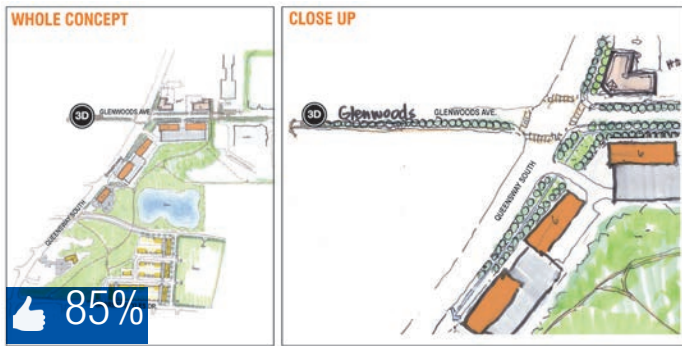 WHOLE CONCEPT
3D
GLENWOODS AVE.
QUEENSWAY SOUTH
85%
CLOSE UP
3D
Glenwoods
GLENWOODS AVE.
QUEENSWAY SOUTH